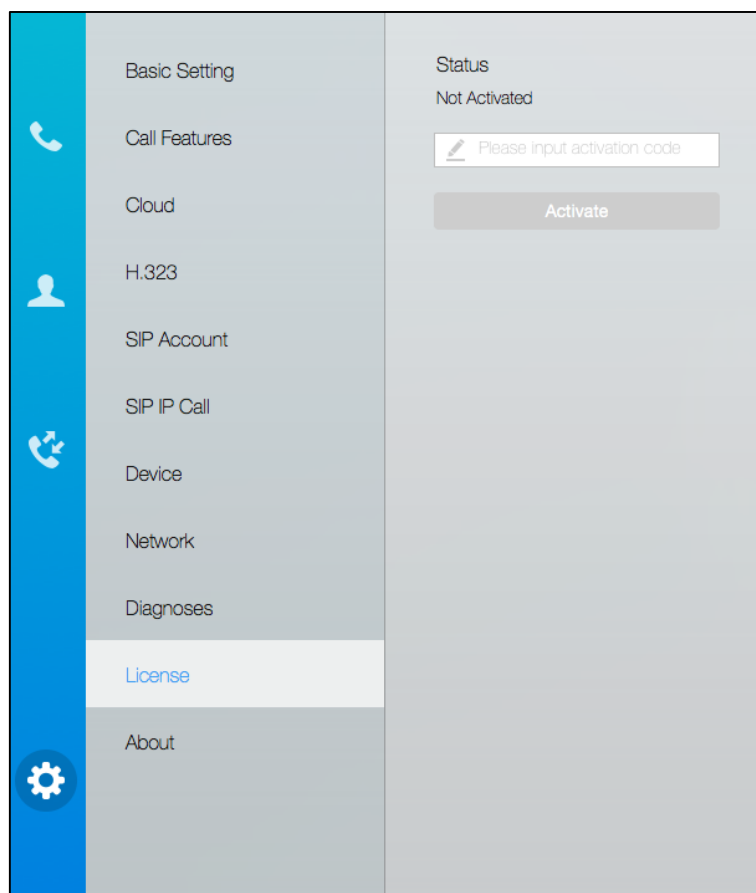 Basic Setting
Call Features
Cloud
H.323
SIP Account
SIP IP Call
Device
Network
Diagnoses
License
About
Status
Not Activated
Please input activation code
Activate